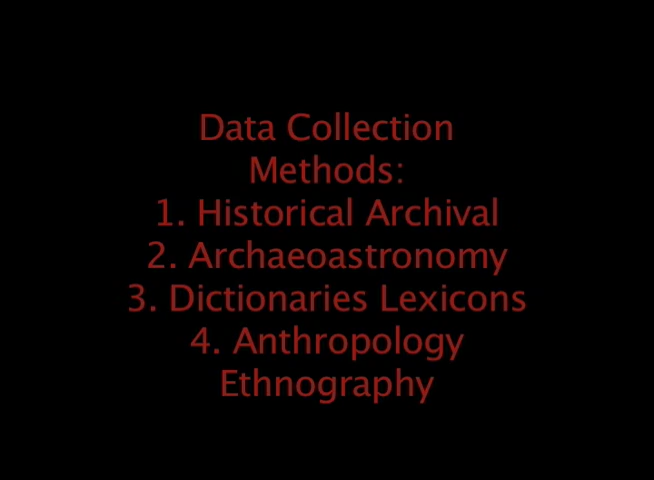 Data Collection
Methods:
1. Historical Archival
2. Archaeoastronomy
3. Dictionaries Lexicons
4. Anthropology
Ethnography